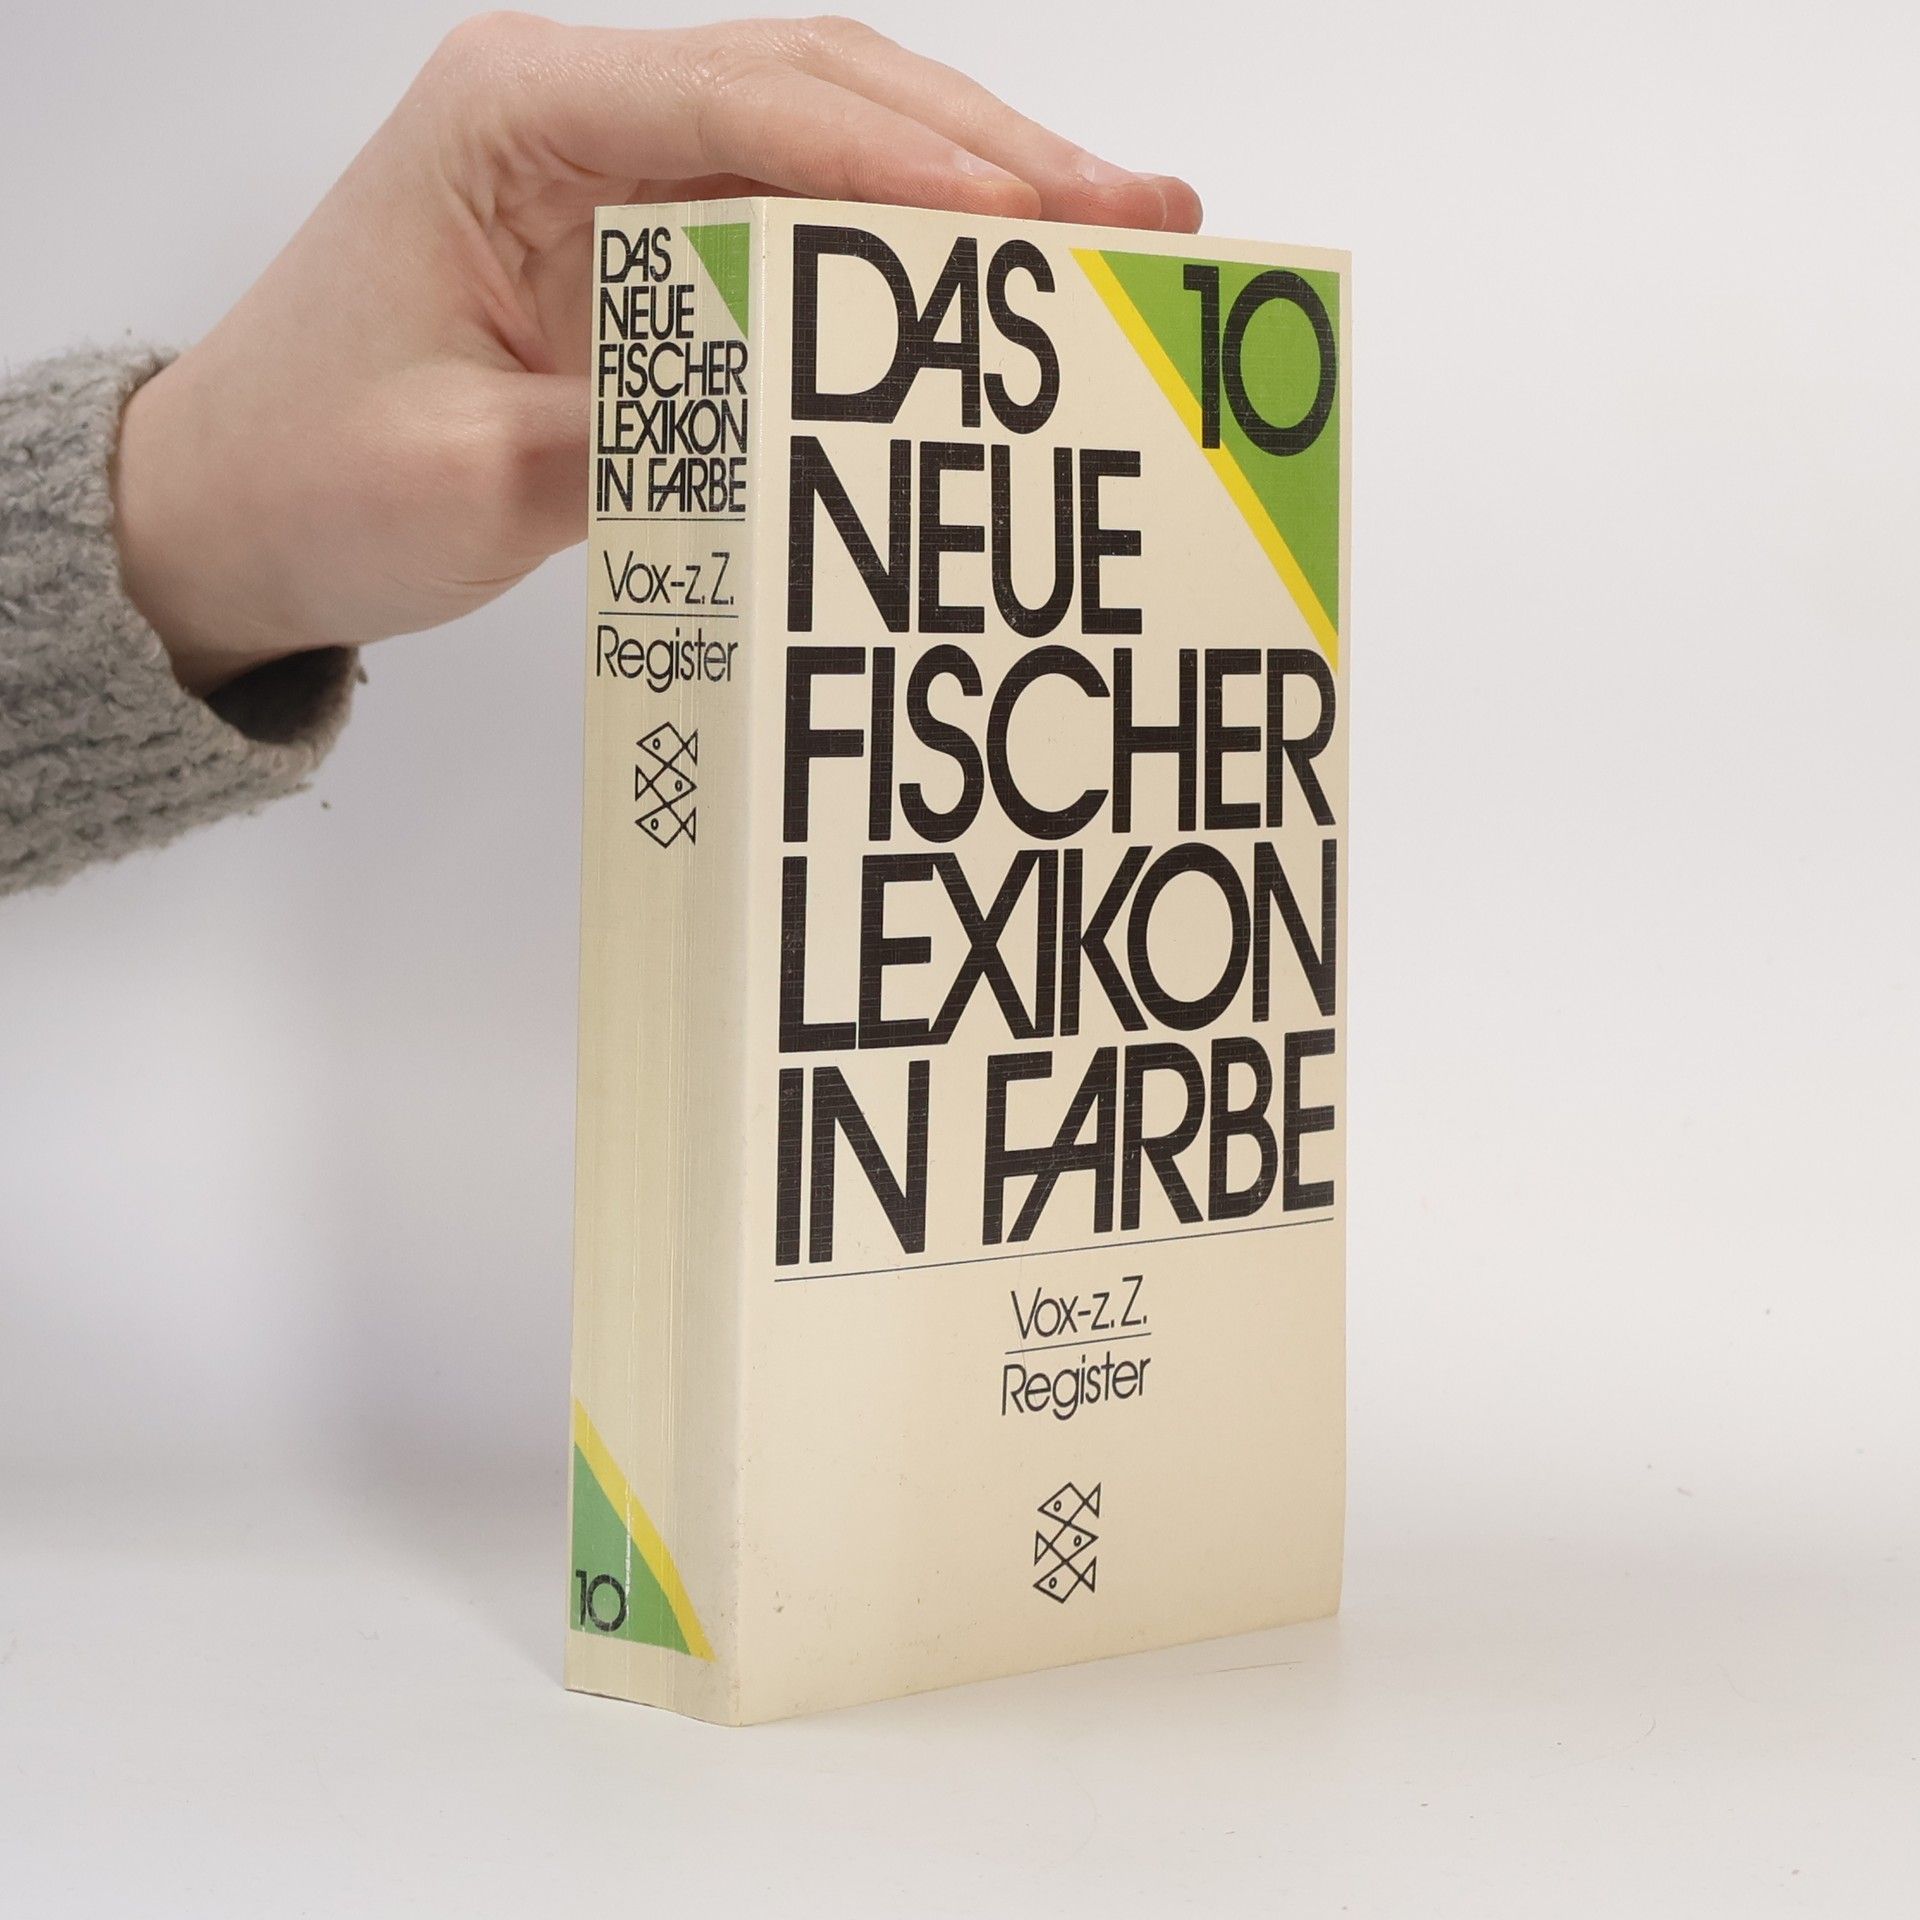 DAS
NEUE
FISCHER
LEXIKON
IN FARBE
Vox-z.Z.
Register
10
DAS
NEUE
FISCHER
LEXIKON
IN FARBE
10
Vox-z.Z.
Register